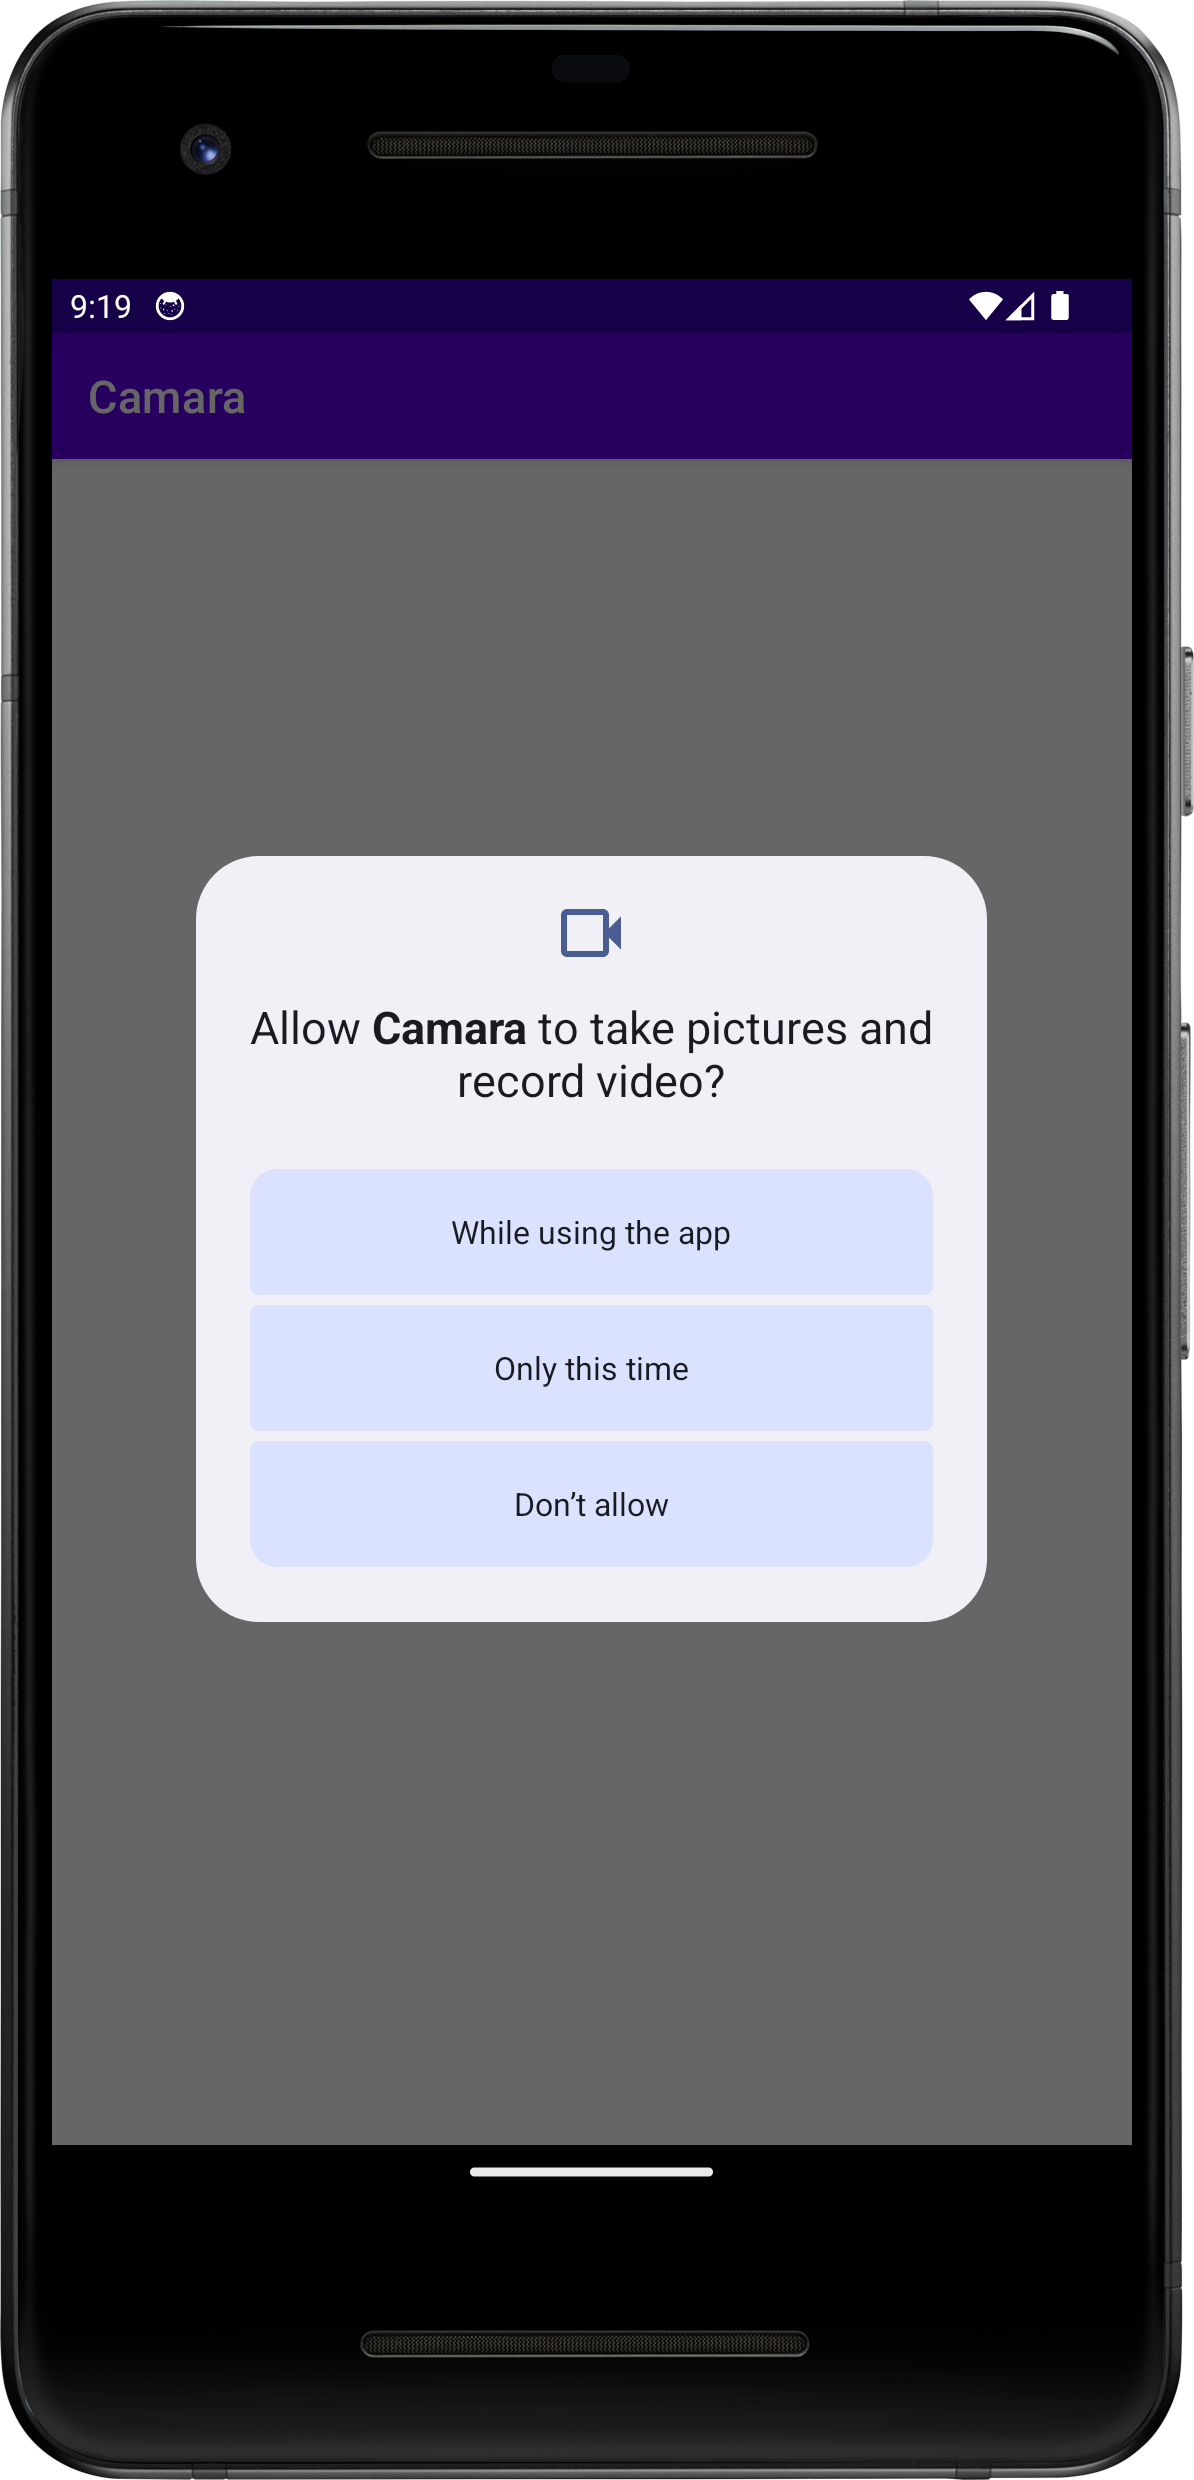 9:19
Camara
Allow Camara to take pictures and
record video?
While using the app
Only this time
Don’t allow